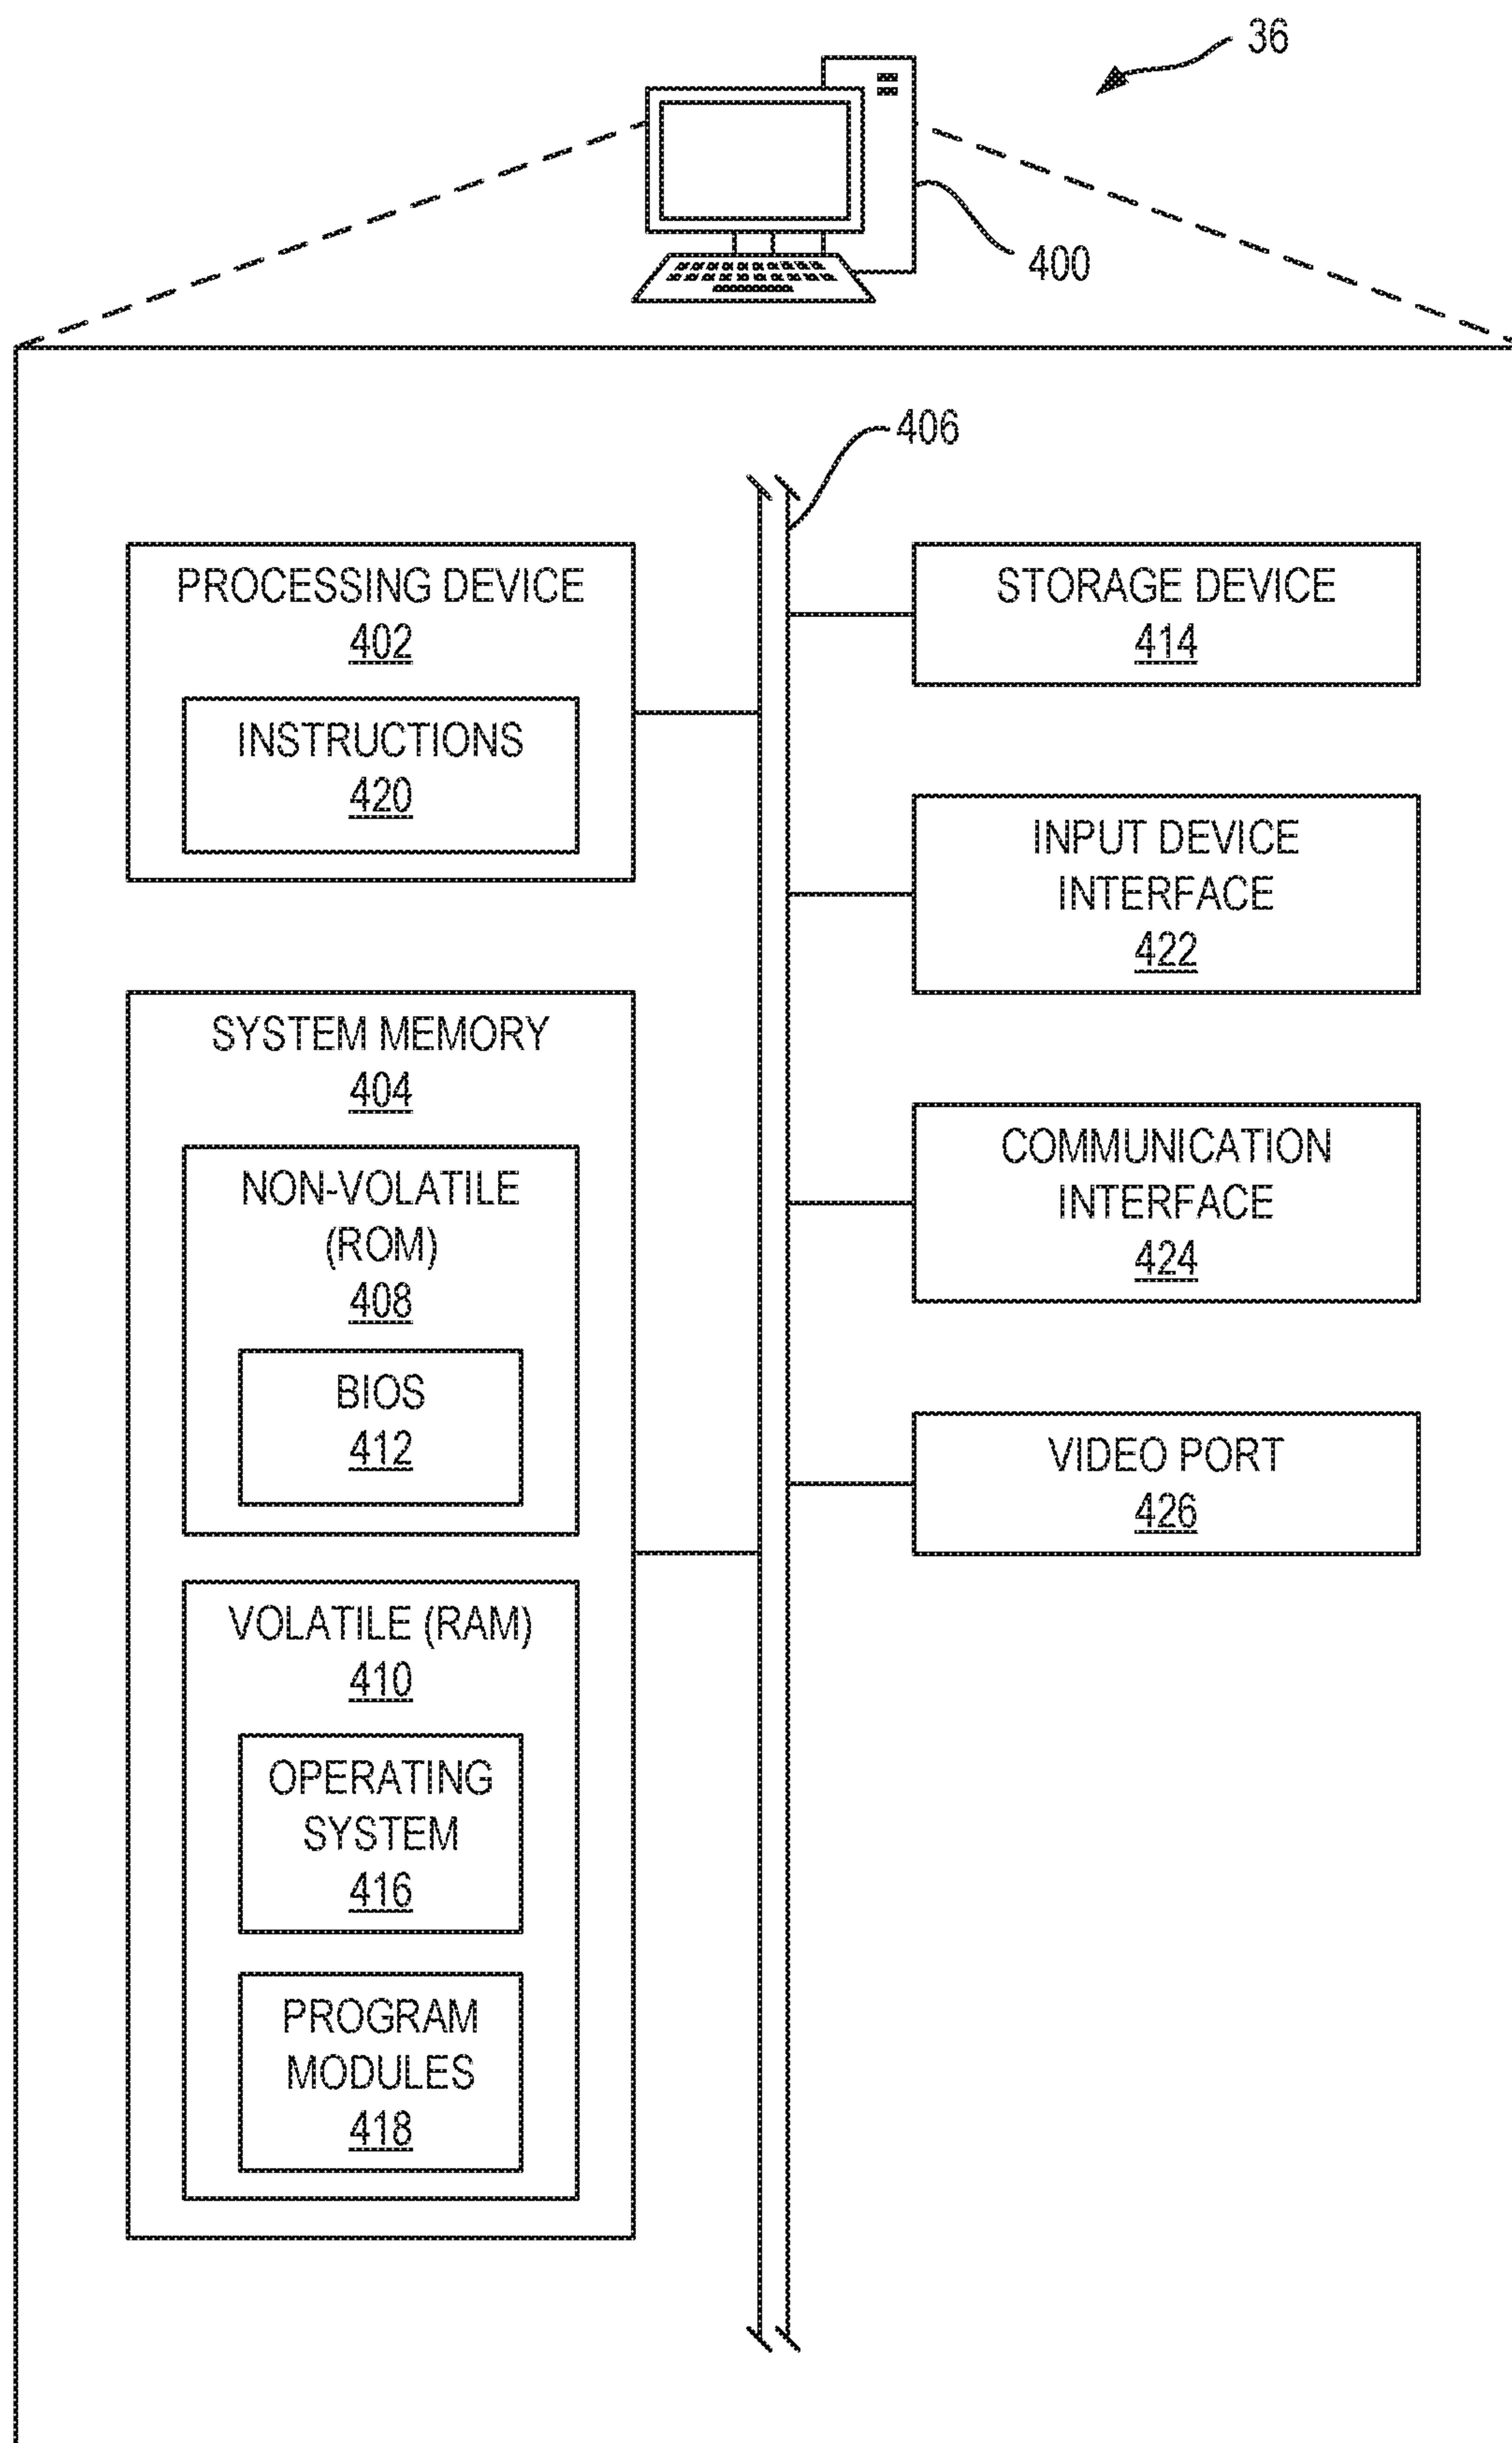 36
400
406
PROCESSING DEVICE
402
INSTRUCTIONS
420
SYSTEM MEMORY
404
NON-VOLATILE
(ROM)
408
BIOS
412
VOLATILE (RAM)
410
OPERATING
SYSTEM
416
PROGRAM
MODULES
418
STORAGE DEVICE
414
INPUT DEVICE
INTERFACE
422
COMMUNICATION
INTERFACE
424
VIDEO PORT
426